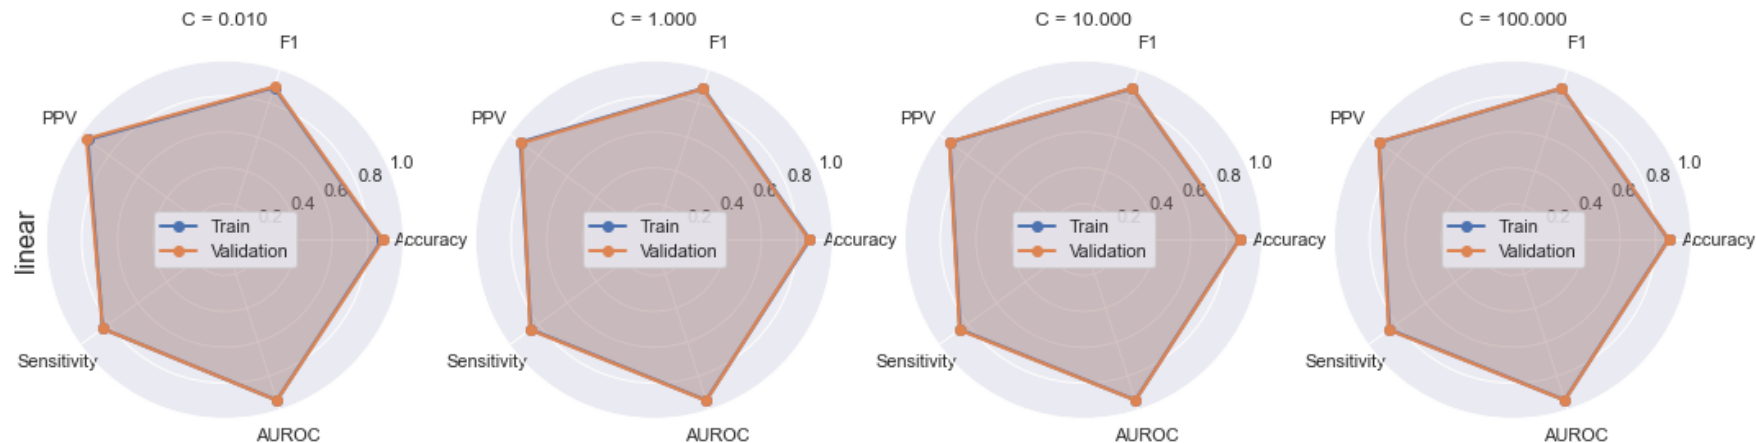 C = 0.010
F1
PPV
1.0
0.8
0.6
0.4
0.2
Accuracy
Train
Validation
linear
Sensitivity
AUROC
C = 1.000
F1
PPV
1.0
0.8
0.6
0.4
0.2
Accuracy
Train
Validation
Sensitivity
AUROC
C = 10.000
F1
PPV
1.0
0.8
0.6
0.4
0.2
Accuracy
Train
Validation
Sensitivity
AUROC
C = 100.000
F1
PPV
1.0
0.8
0.6
0.4
0.2
Accuracy
Train
Validation
Sensitivity
AUROC